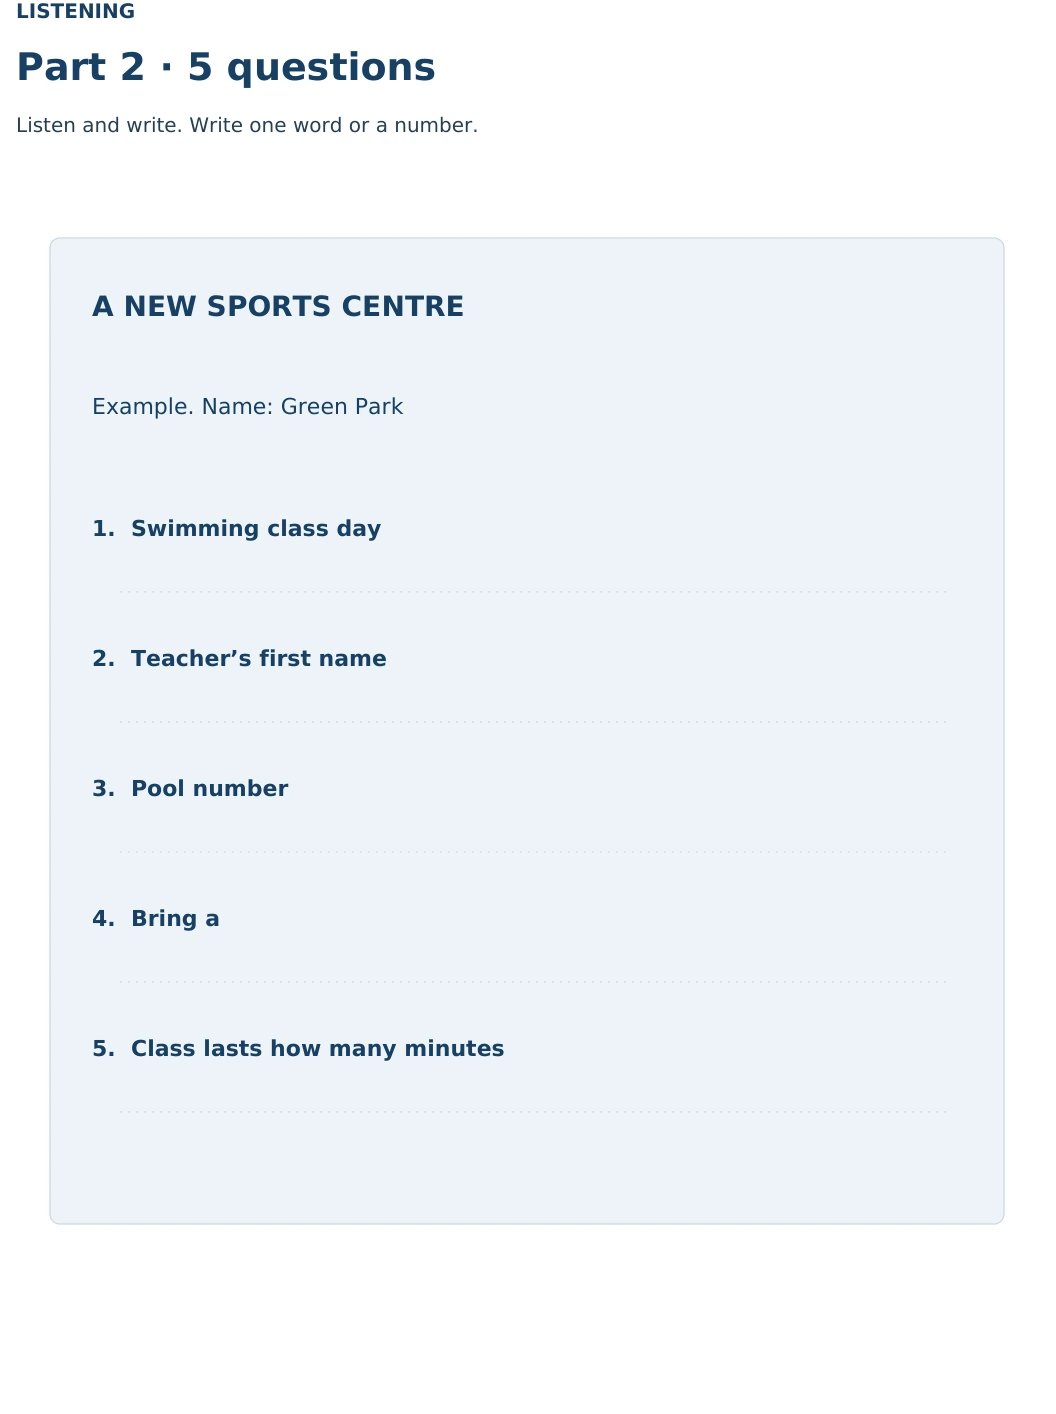 LISTENING
Part 2 · 5 questions
Listen and write. Write one word or a number.
A NEW SPORTS CENTRE
Example. Name: Green Park
1. Swimming class day
2. Teacher’s first name
3. Pool number
4. Bring a
5. Class lasts how many minutes